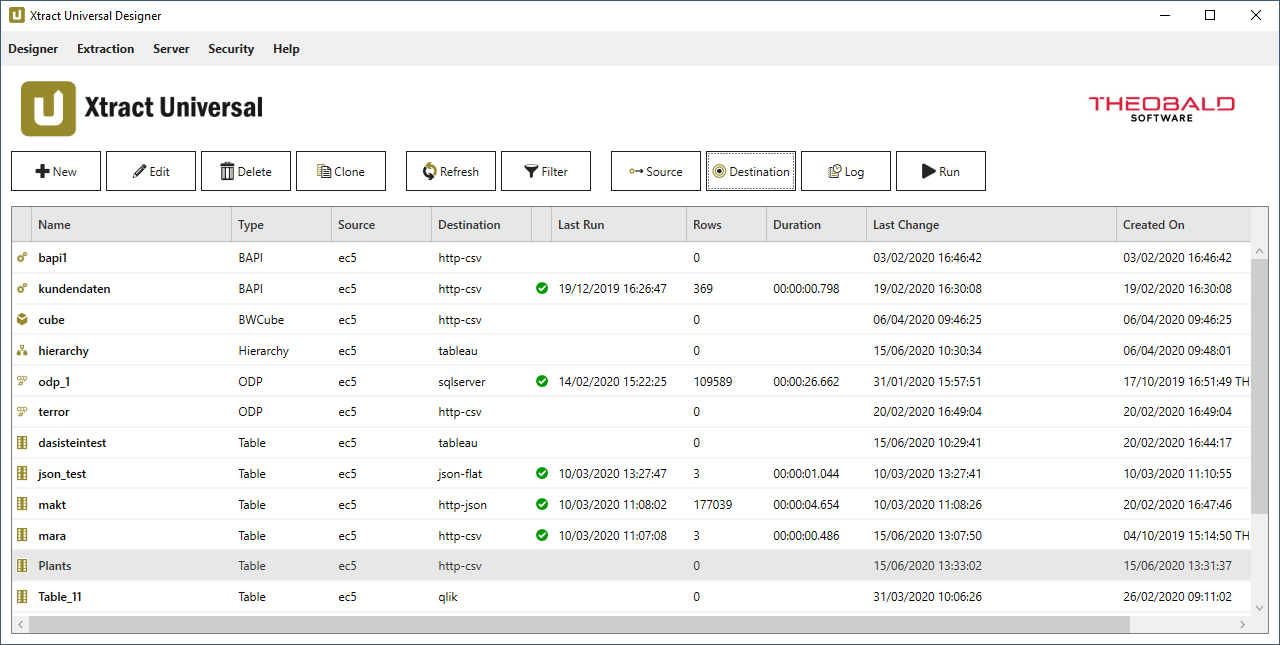 Xtract Universal Designer
Designer Extraction Server Security Help
Xtract Universal
THEOBALD
SOFTWARE
New Edit Delete Clone Refresh Filter Source Destination Log Run
Name Type Source Destination Last Run Rows Duration Last Change Created On
bapi1 BAPI ec5 http-csv 0 03/02/2020 16:46:42 03/02/2020 16:46:42
kundendaten BAPI ec5 http-csv 19/12/2019 16:26:47 369 00:00:00.798 19/02/2020 16:30:08 19/02/2020 16:30:08
cube BWCube ec5 http-csv 0 06/04/2020 09:46:25 06/04/2020 09:46:25
hierarchy Hierarchy ec5 tableau 0 15/06/2020 10:30:34 06/04/2020 09:48:01
odp_1 ODP ec5 sqlserver 14/02/2020 15:22:25 109589 00:00:26.662 31/01/2020 15:57:51 17/10/2019 16:51:49 TH
terror ODP ec5 http-csv 0 20/02/2020 16:49:04 20/02/2020 16:49:04
dasisteintest Table ec5 tableau 0 15/06/2020 10:29:41 20/02/2020 16:44:17
json_test Table ec5 json-flat 10/03/2020 13:27:47 3 00:00:01.044 10/03/2020 13:27:41 10/03/2020 11:10:55
makt Table ec5 http-json 10/03/2020 11:08:02 177039 00:00:04.654 10/03/2020 11:08:26 20/02/2020 16:47:46
mara Table ec5 http-csv 10/03/2020 11:07:08 3 00:00:00.486 15/06/2020 13:07:50 04/10/2019 15:14:50 TH
Plants Table ec5 http-csv 0 15/06/2020 13:33:02 15/06/2020 13:31:37
Table_11 Table ec5 qlik 0 31/03/2020 10:06:26 26/02/2020 09:11:02